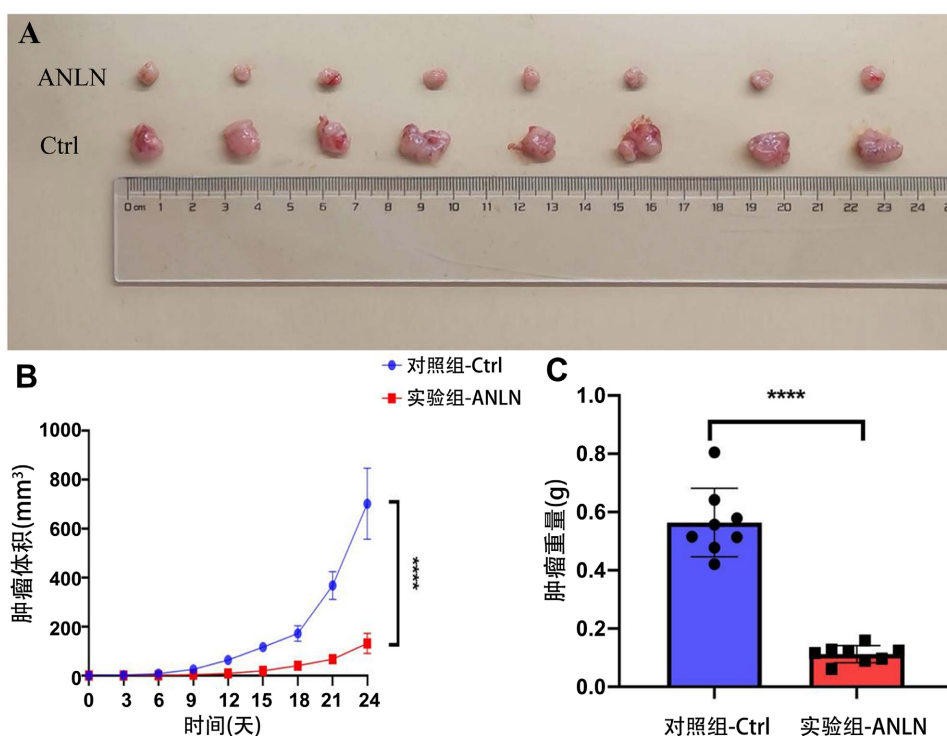 A
ANLN
Ctrl
0 cm 1 2 3 4 5 6 7 8 9 10 11 12 13 14 15 16 17 18 19 20 21 22 23 24
B
对照组-Ctrl
实验组-ANLN
1000
800
600
400
200
0
肿瘤体积(mm³)
0 3 6 9 12 15 18 21 24
时间(天)
****
C
****
1.0
0.8
0.6
0.4
0.2
0.0
肿瘤重量(g)
对照组-Ctrl 实验组-ANLN